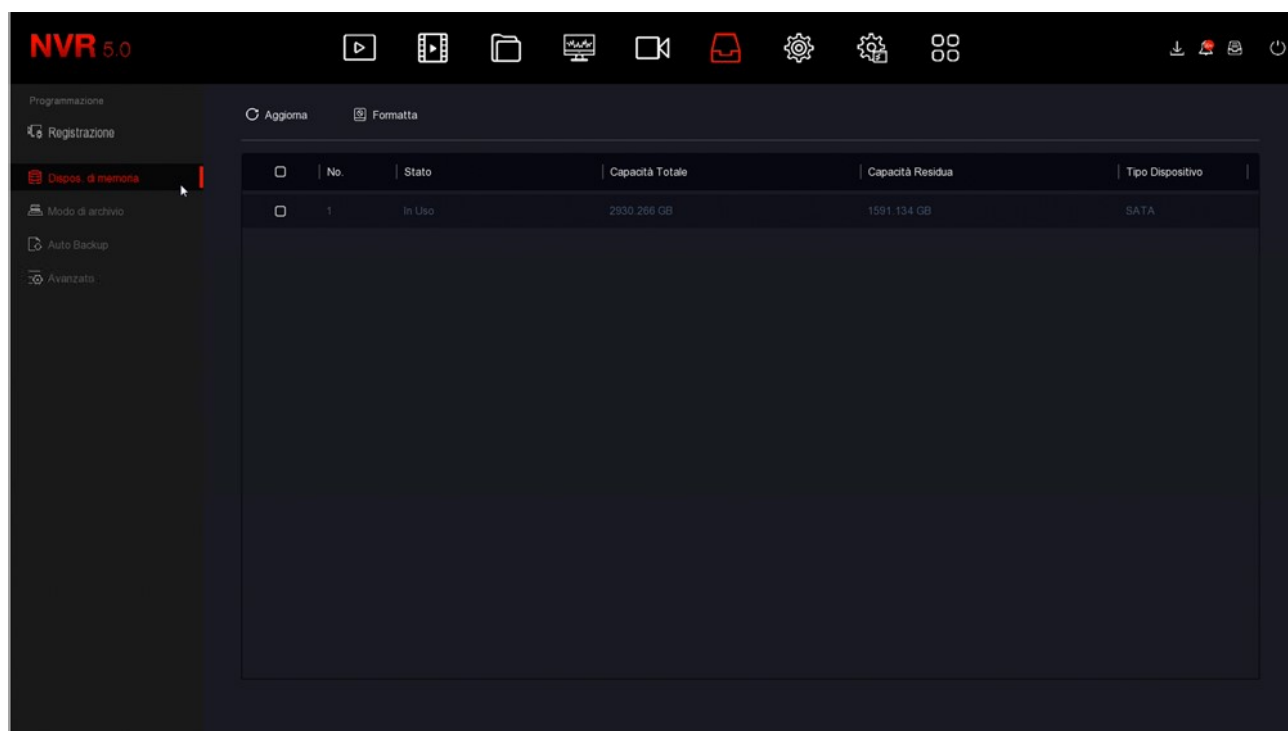 NVR 5.0
Programmazione
Registrazione
Dispos. di memoria
Modo di archivio
Auto Backup
Avanzato
Aggiorna Formatta
No. Stato Capacità Totale Capacità Residua Tipo Dispositivo
1 In Uso 2930.266 GB 1591.134 GB SATA